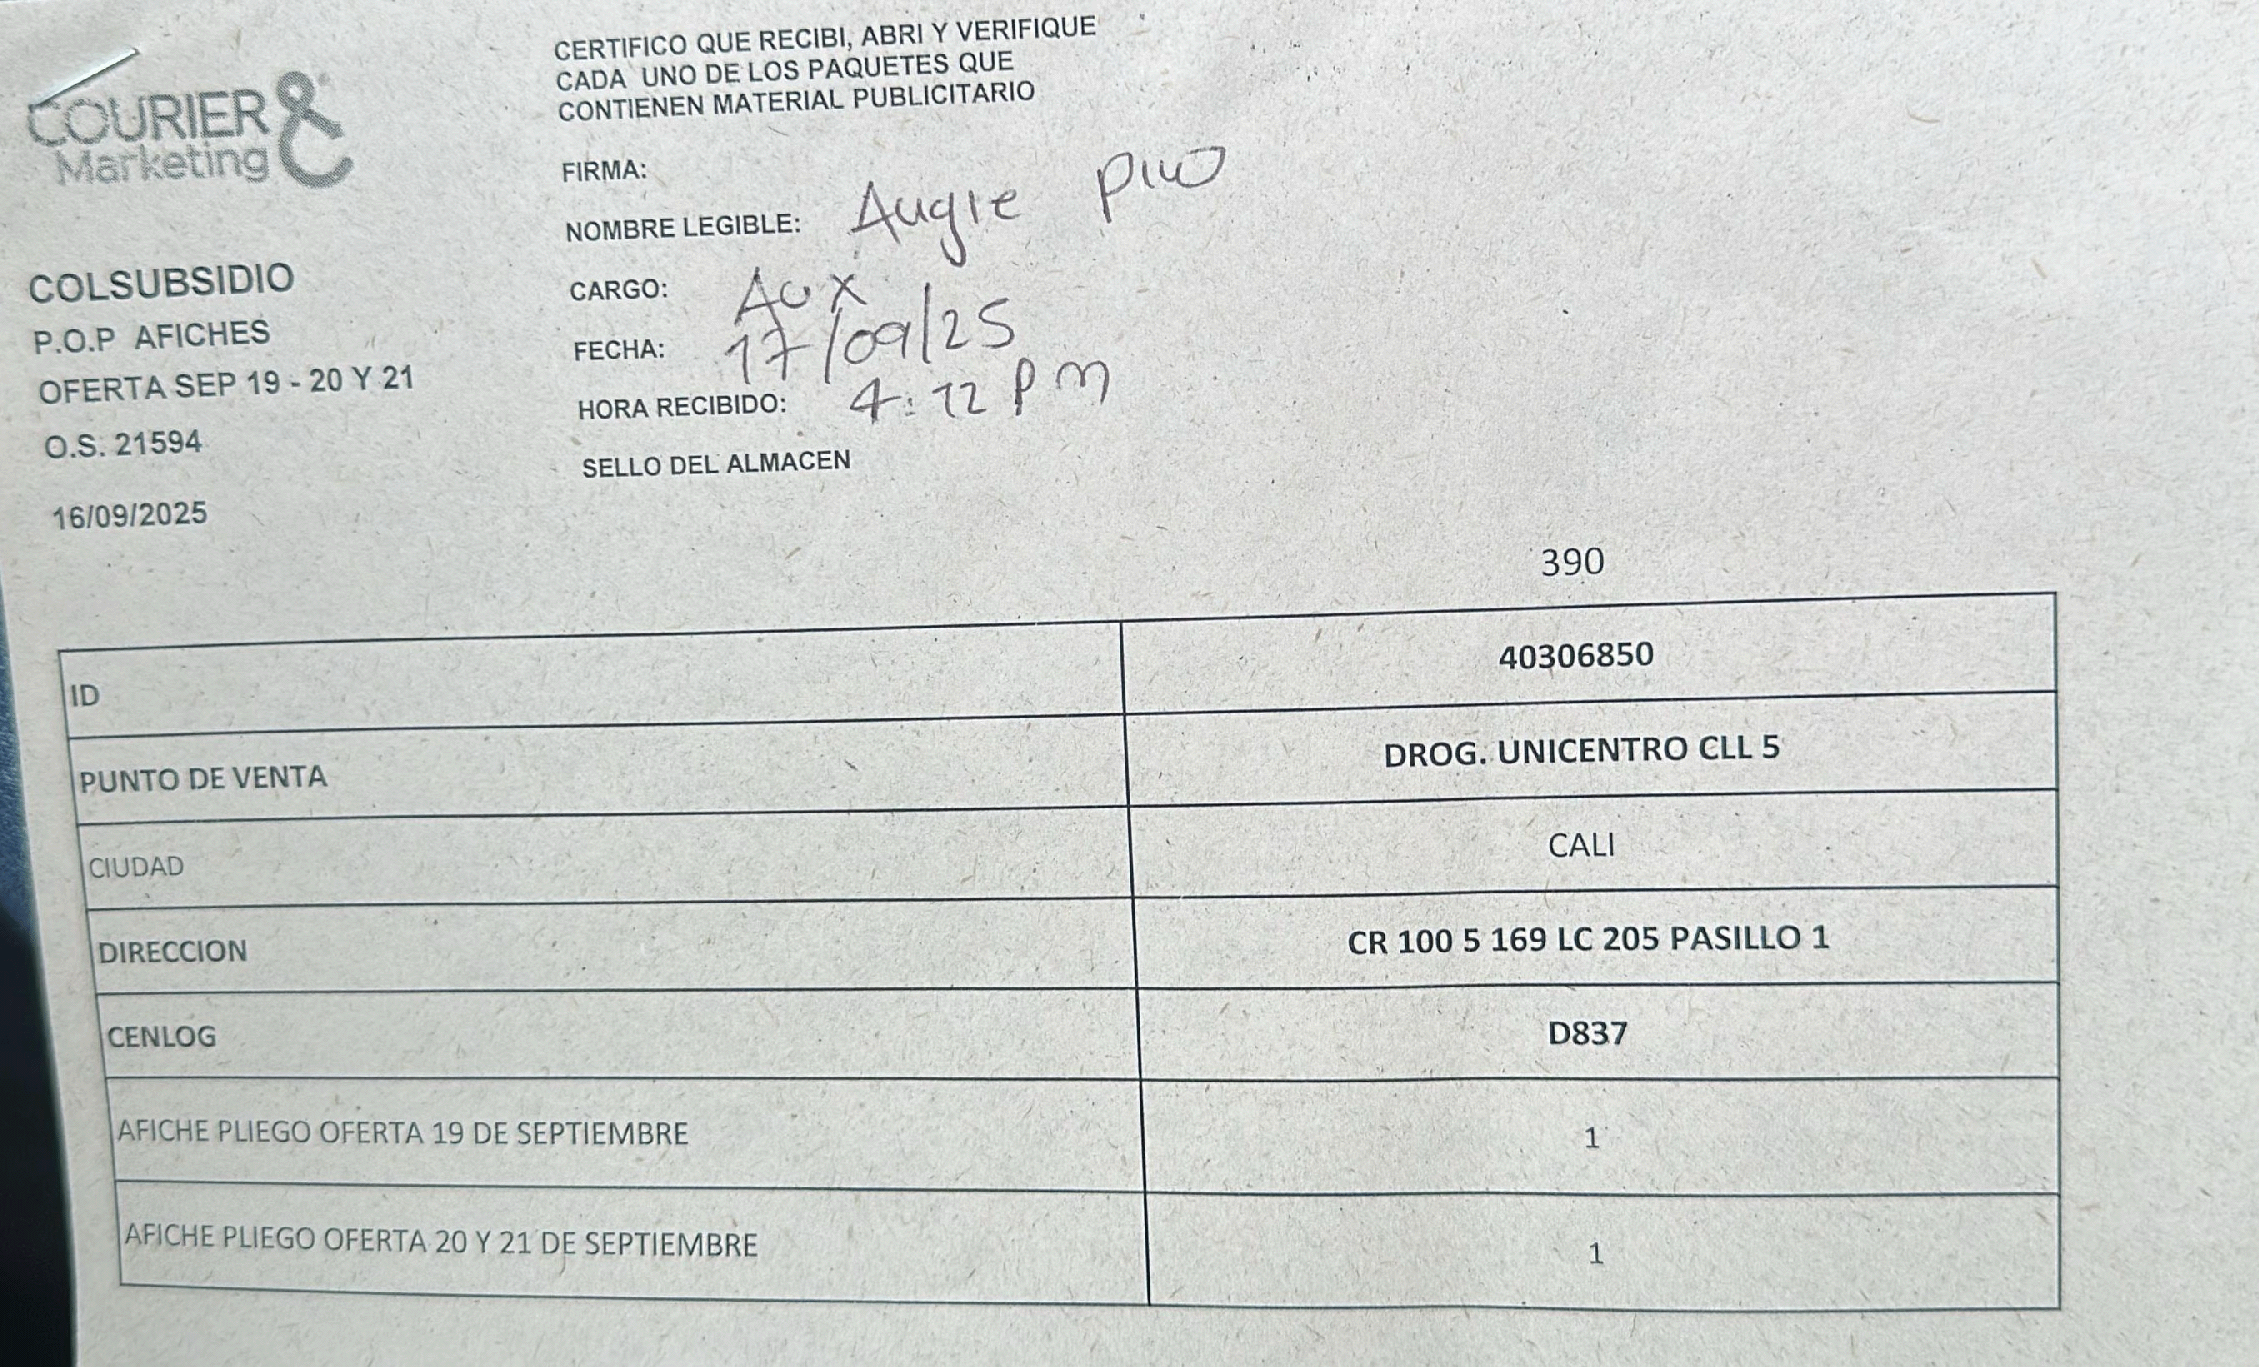 COURIER &
Marketing
COLSUBSIDIO
P.O.P AFICHES
OFERTA SEP 19 - 20 Y 21
O.S. 21594
16/09/2025
CERTIFICO QUE RECIBI, ABRI Y VERIFIQUE
CADA UNO DE LOS PAQUETES QUE
CONTIENEN MATERIAL PUBLICITARIO
FIRMA:
NOMBRE LEGIBLE: Augie
CARGO: Aux
FECHA: 17/09/25
HORA RECIBIDO: 4:12 pm
SELLO DEL ALMACEN
390
ID 40306850
PUNTO DE VENTA DROG. UNICENTRO CLL 5
CIUDAD CALI
DIRECCION CR 100 5 169 LC 205 PASILLO 1
CENLOG D837
AFICHE PLIEGO OFERTA 19 DE SEPTIEMBRE 1
AFICHE PLIEGO OFERTA 20 Y 21 DE SEPTIEMBRE 1